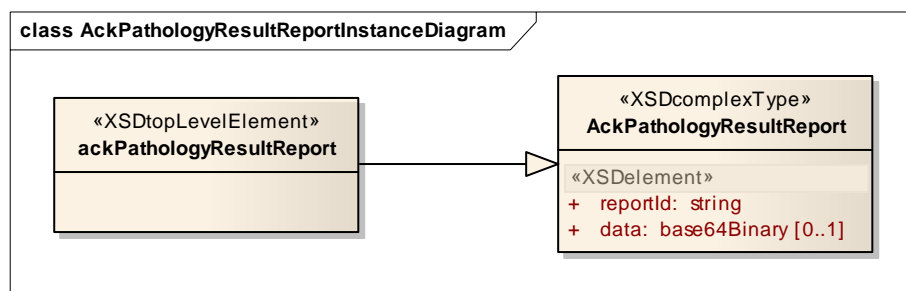 class AckPathologyResultReportInstanceDiagram
«XSDtopLevelElement»
ackPathologyResultReport
«XSDcomplexType»
AckPathologyResultReport
«XSDelement»
+ reportId: string
+ data: base64Binary [0..1]